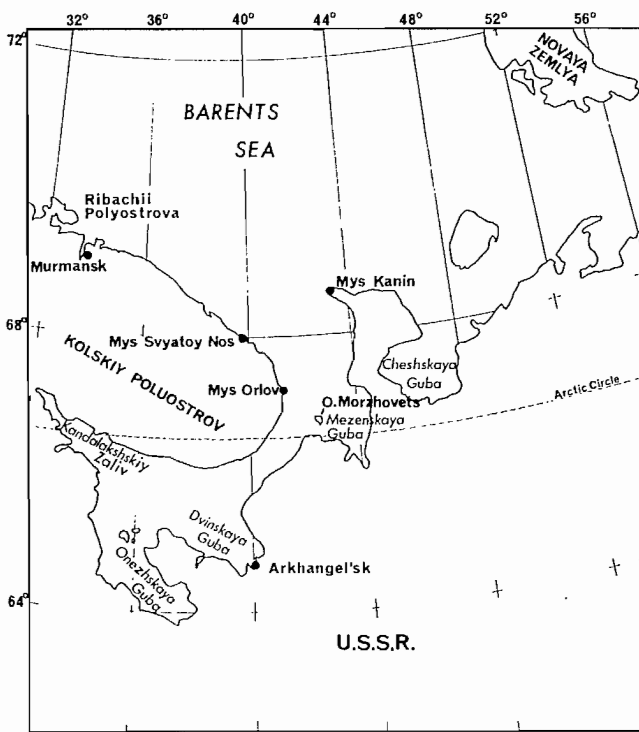 32° 36° 40° 44° 48° 52° 56°
72°
NOVAYA
ZEMLYA
BARENTS
SEA
Ribachii
Polyostrova
Murmansk
Mys Kanin
68°
Mys Svyatoy Nos
KOLSKIY POLUOSTROV
Cheshskaya
Guba
Mys Orlov
Arctic Circle
O.Morzhovets
Mezenskaya
Guba
Kandalakshskiy
Zaliv
Dvinskaya
Guba
Onezhskaya
Guba
Arkhangel'sk
64°
U.S.S.R.